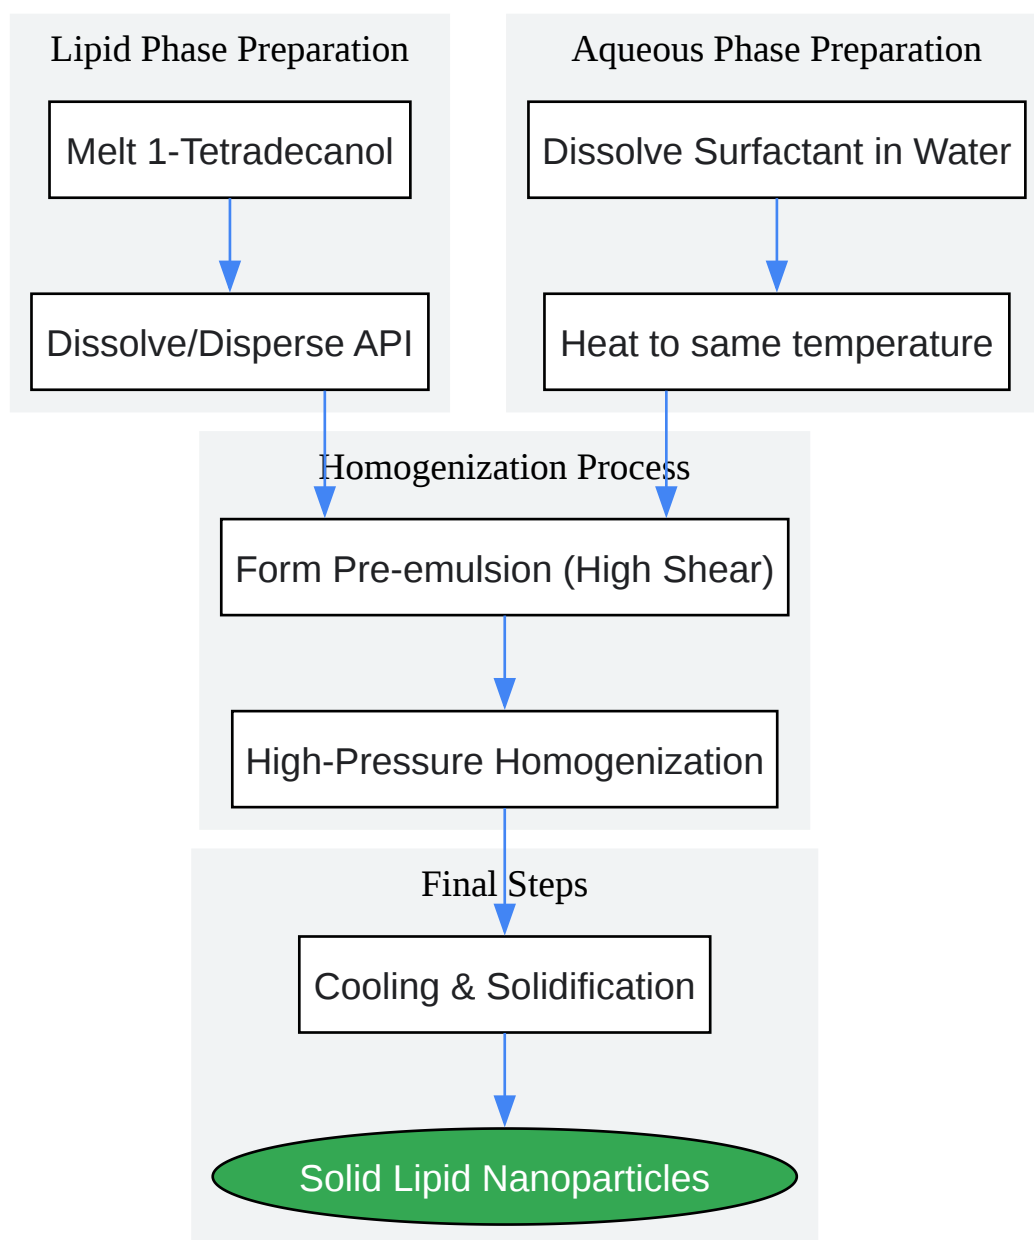 Lipid Phase Preparation
Melt 1-Tetradecanol
Dissolve/Disperse API
Aqueous Phase Preparation
Dissolve Surfactant in Water
Heat to same temperature
Homogenization Process
Form Pre-emulsion (High Shear)
High-Pressure Homogenization
Final Steps
Cooling & Solidification
Solid Lipid Nanoparticles